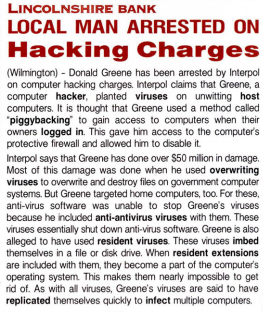 LINCOLNSHIRE BANK
LOCAL MAN ARRESTED ON
Hacking Charges
(Wilmington) - Donald Greene has been arrested by Interpol
on computer hacking charges. Interpol claims that Greene, a
computer hacker, planted viruses on unwitting host
computers. It is thought that Greene used a method called
"piggybacking" to gain access to computers when their
owners logged in. This gave him access to the computer's
protective firewall and allowed him to disable it.
Interpol says that Greene has done over $50 million in damage.
Most of this damage was done when he used overwriting
viruses to overwrite and destroy files on government computer
systems. But Greene targeted home computers, too. For these,
anti-virus software was unable to stop Greene's viruses
because he included anti-antivirus viruses with them. These
viruses essentially shut down anti-virus software. Greene is also
alleged to have used resident viruses. These viruses imbed
themselves in a file or disk drive. When resident extensions
are included with them, they become a part of the computer's
operating system. This makes them nearly impossible to get
rid of. As with all viruses, Greene's viruses are said to have
replicated themselves quickly to infect multiple computers.